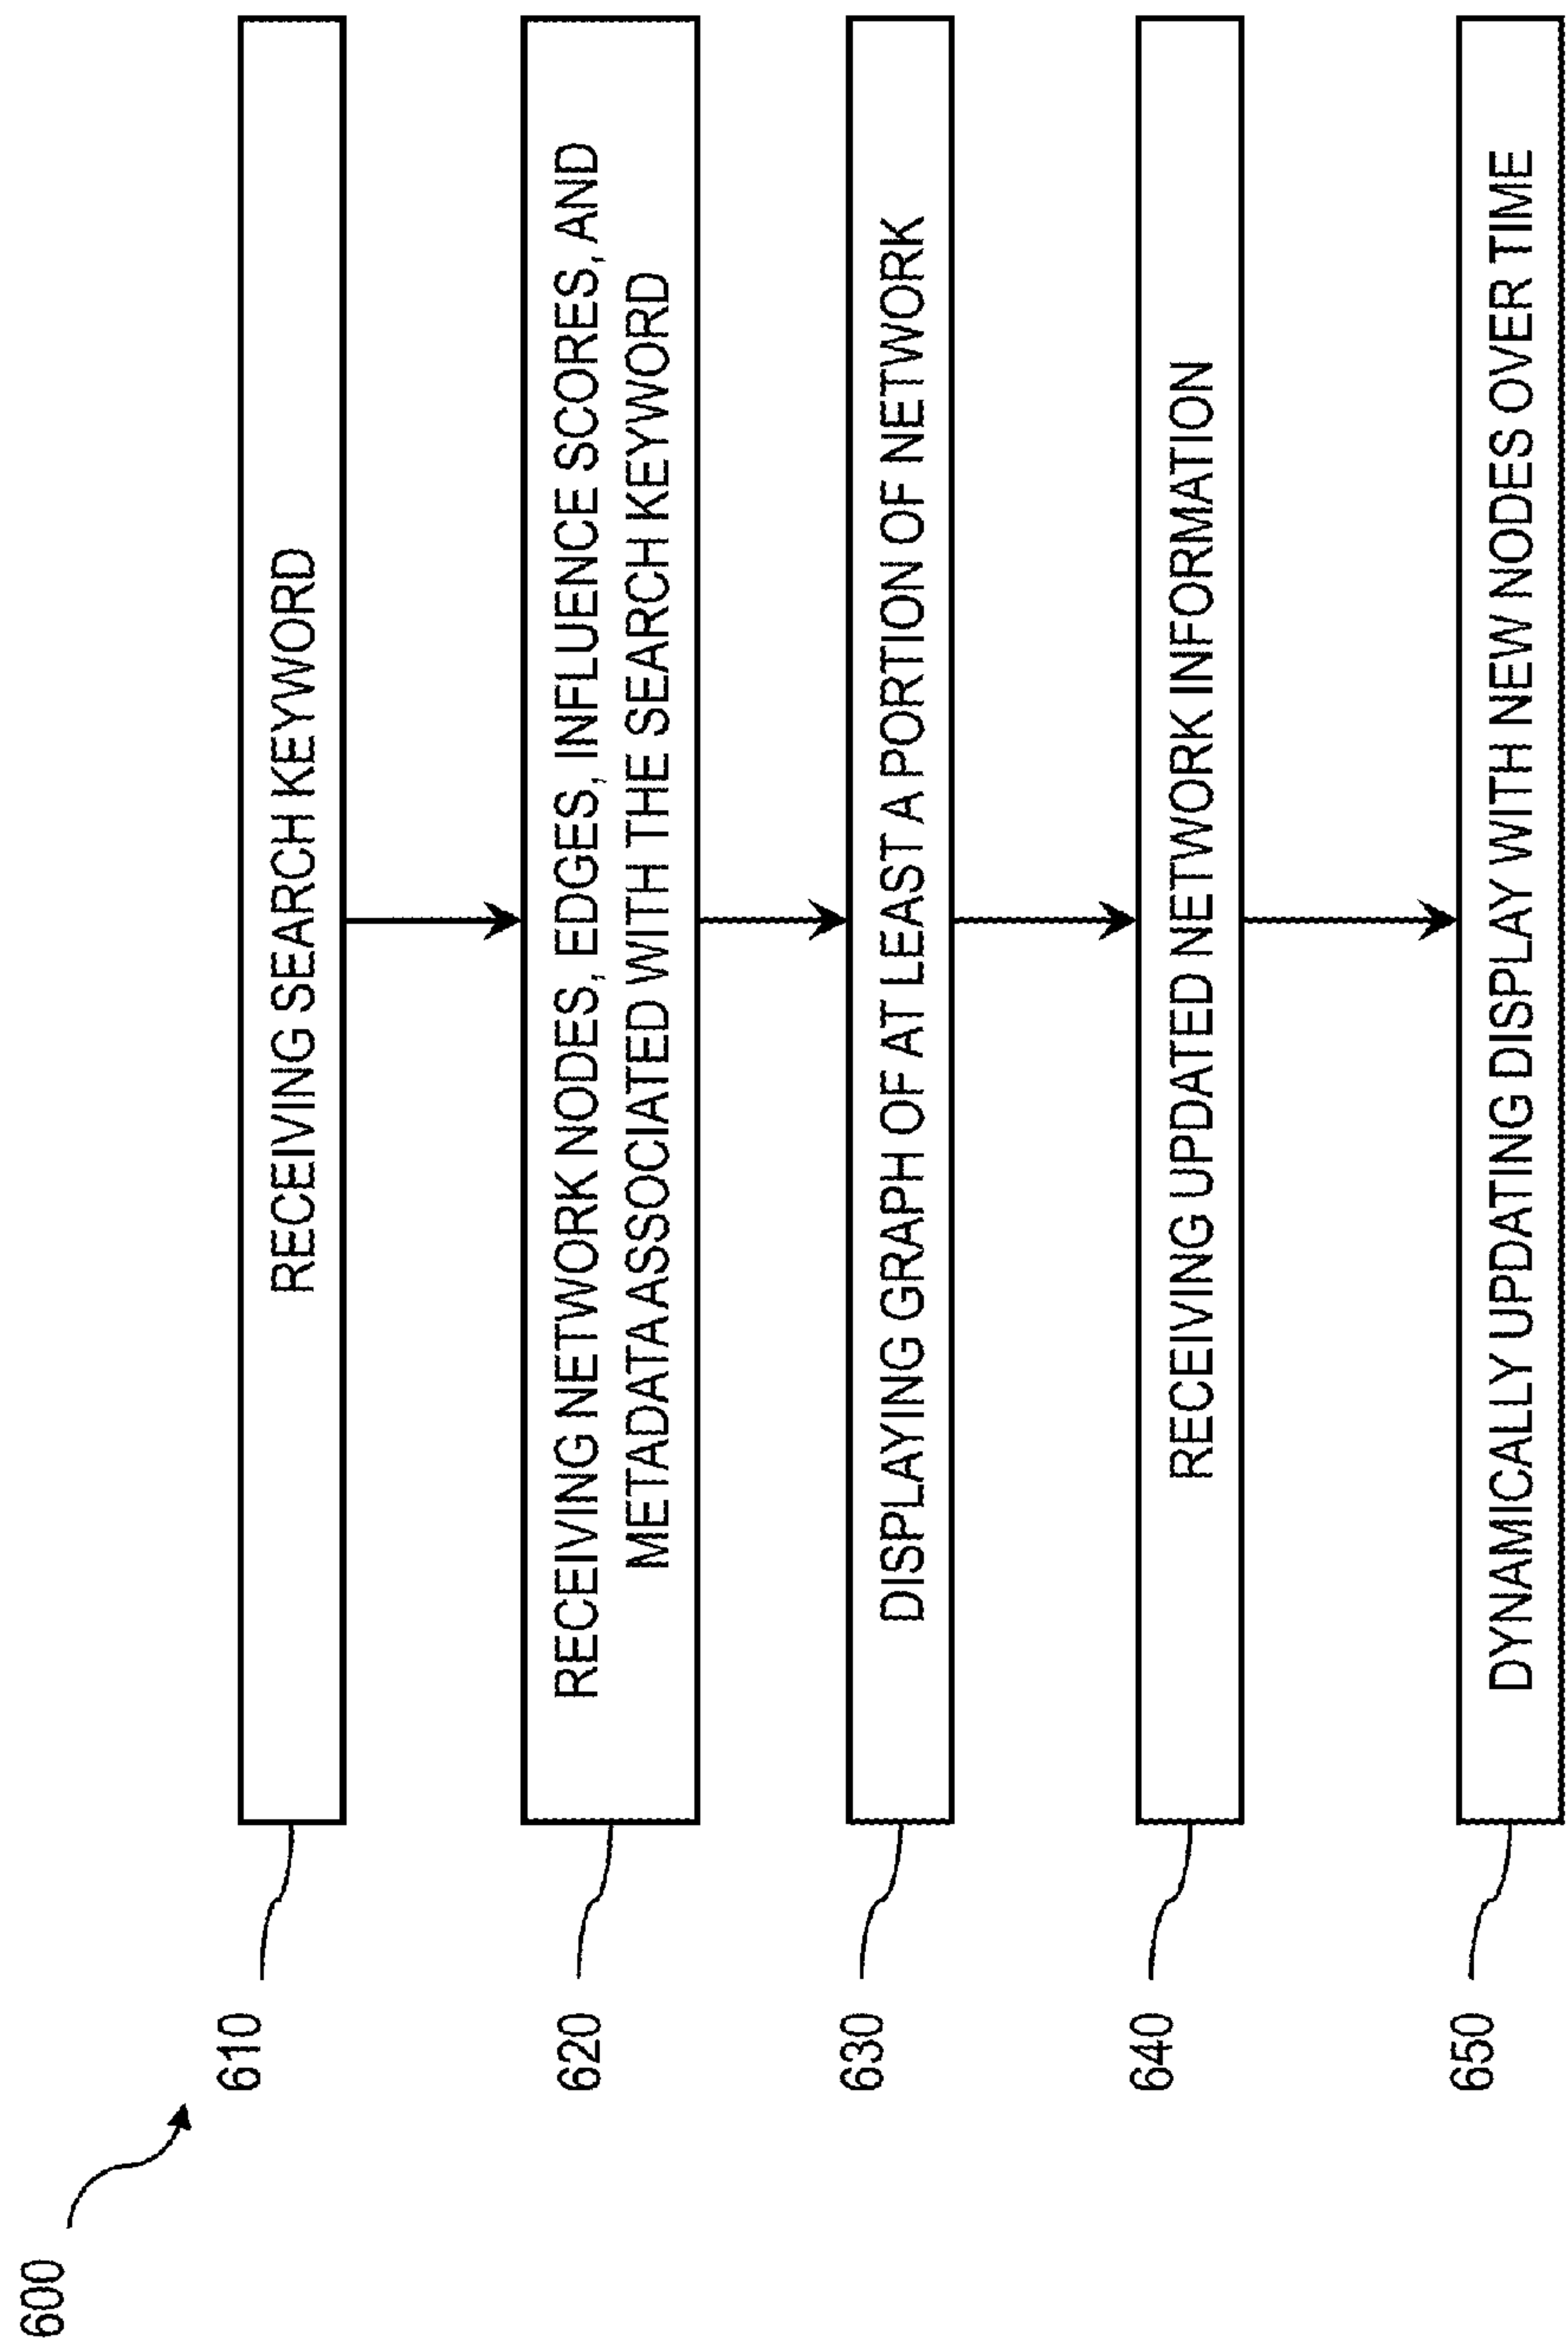 600
610
RECEIVING SEARCH KEYWORD
620
RECEIVING NETWORK NODES, EDGES, INFLUENCE SCORES, AND
METADATA ASSOCIATED WITH THE SEARCH KEYWORD
630
DISPLAYING GRAPH OF AT LEAST A PORTION OF NETWORK
640
RECEIVING UPDATED NETWORK INFORMATION
650
DYNAMICALLY UPDATING DISPLAY WITH NEW NODES OVER TIME